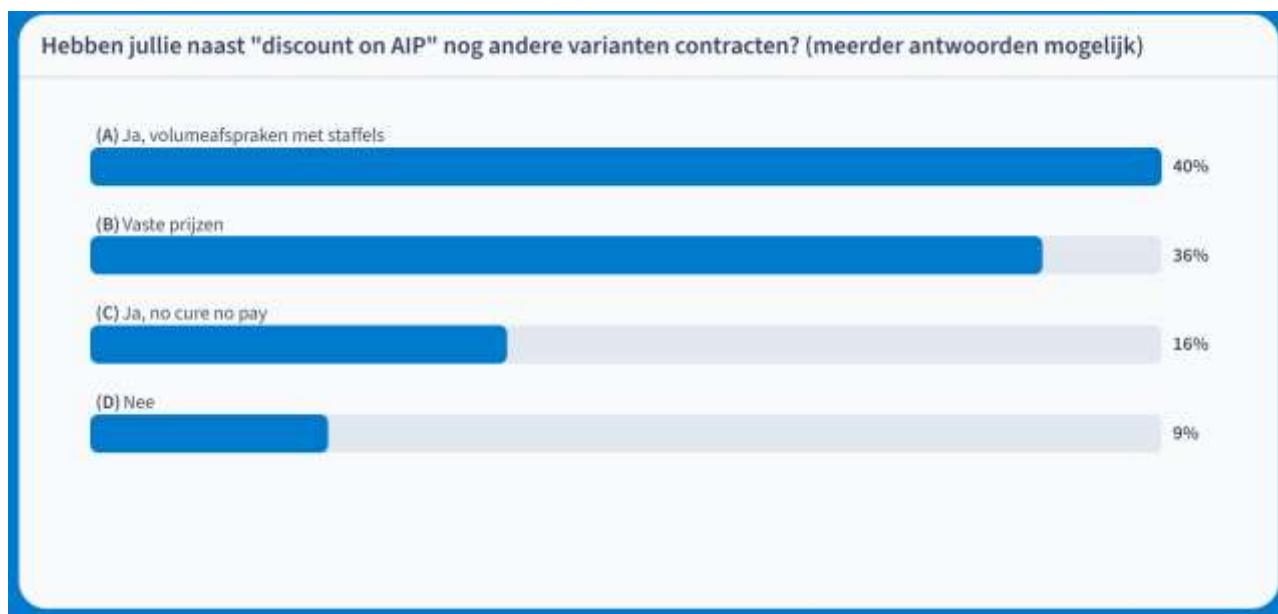 Hebben jullie naast "discount on AIP" nog andere varianten contracten? (meerder antwoorden mogelijk)
(A) Ja, volumeafspraken met staffels
40%
(B) Vaste prijzen
36%
(C) Ja, no cure no pay
16%
(D) Nee
9%